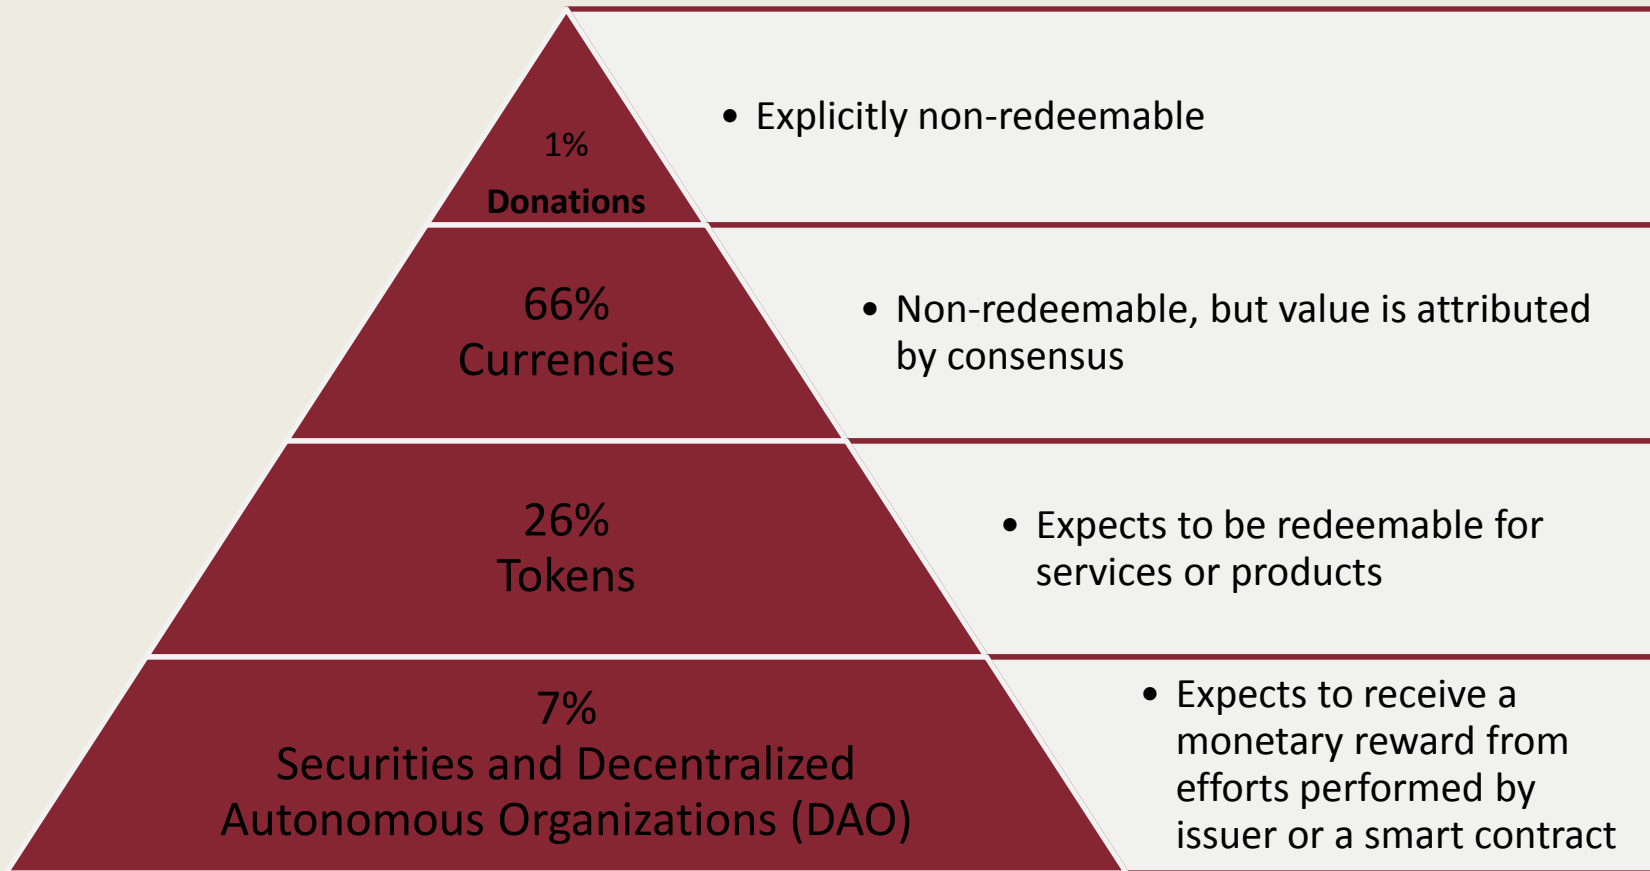 1%
Donations
• Explicitly non-redeemable
66%
Currencies
• Non-redeemable, but value is attributed
by consensus
26%
Tokens
• Expects to be redeemable for
services or products
7%
Securities and Decentralized
Autonomous Organizations (DAO)
• Expects to receive a
monetary reward from
efforts performed by
issuer or a smart contract